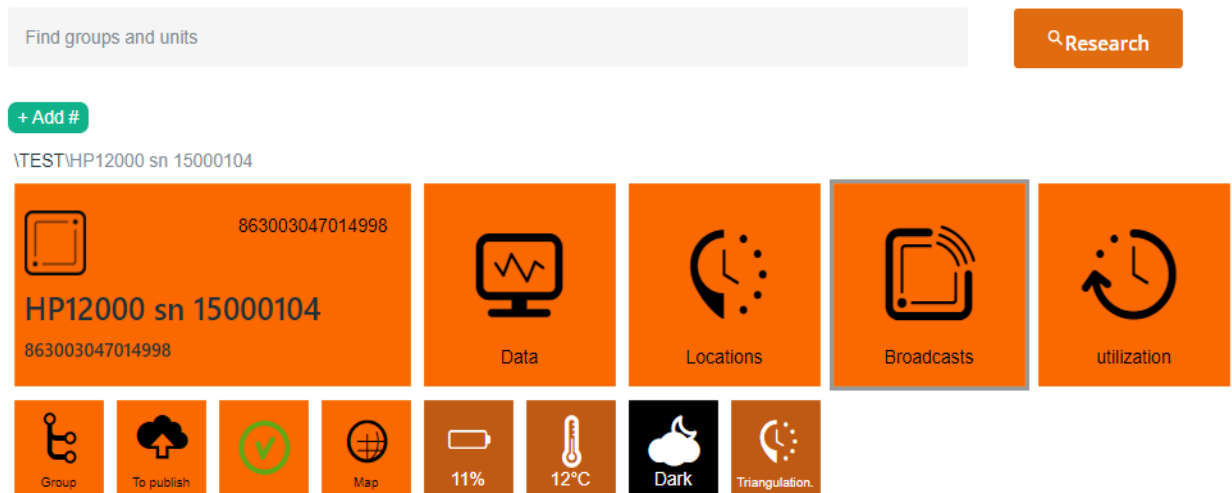 Find groups and units
Research
+ Add #
\TEST\HP12000 sn 15000104
863003047014998
HP12000 sn 15000104
863003047014998
Data
Locations
Broadcasts
utilization
Group
To publish
Map
11%
12°C
Dark
Triangulation.